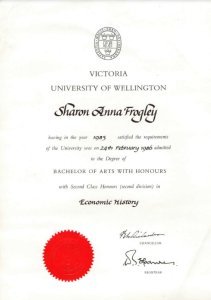 VICTORIA
UNIVERSITY OF WELLINGTON
Sharon Anna Frogley
having in the year 1985 satisfied the requirements
of the University was on 24th February 1986 admitted
to the Degree of
BACHELOR OF ARTS WITH HONOURS
with Second Class Honours (second division) in
Economic History
CHANCELLOR
REGISTRAR